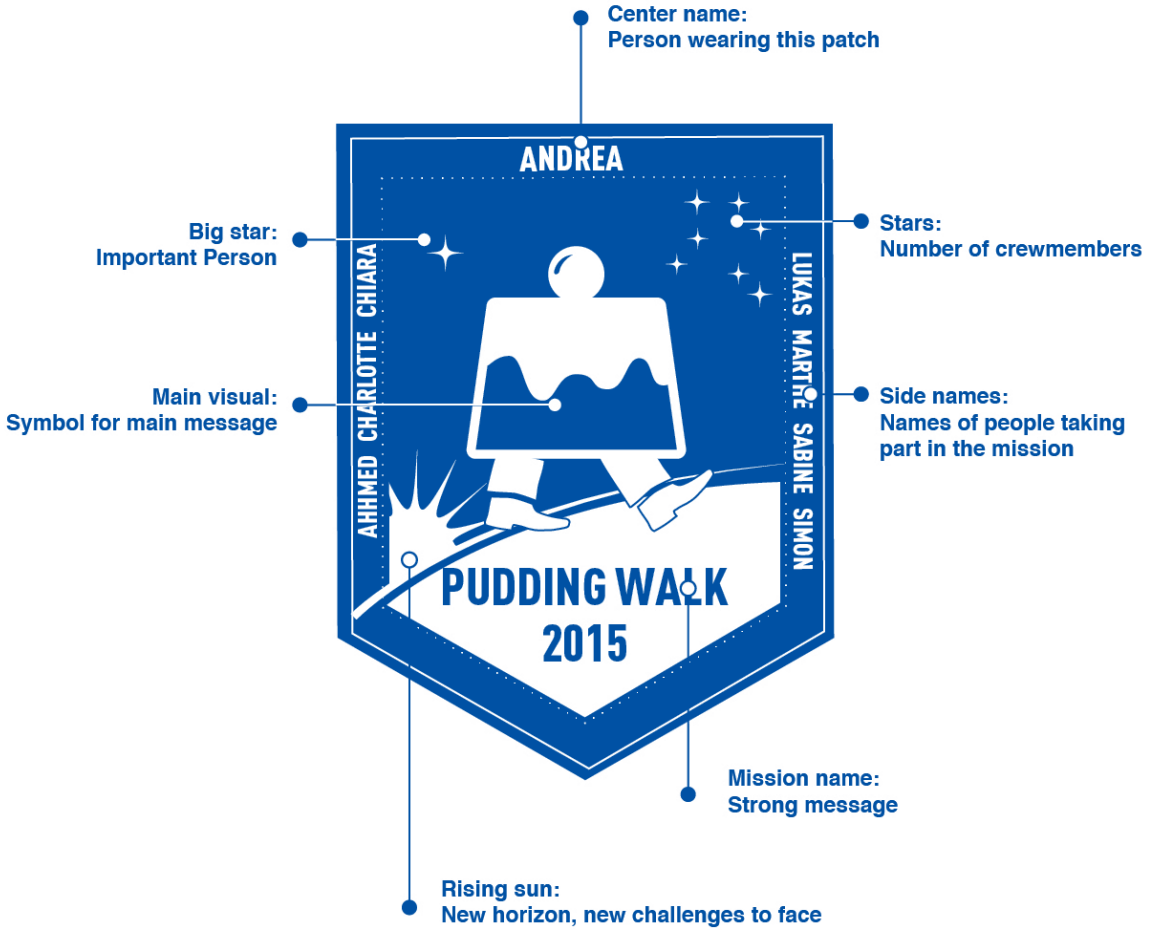 Center name:
Person wearing this patch
ANDREA
Big star:
Important Person
Stars:
Number of crewmembers
AHHMED CHARLOTTE CHIARA
LUKAS MARTHE SABINE SIMON
Main visual:
Symbol for main message
Side names:
Names of people taking
part in the mission
PUDDING WALK
2015
Mission name:
Strong message
Rising sun:
New horizon, new challenges to face